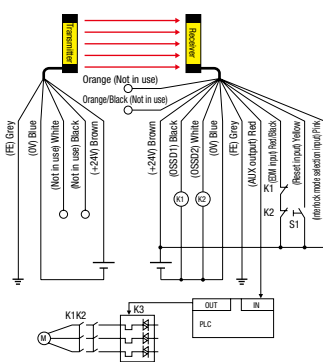 Transmitter
Receiver
Orange (Not in use)
Orange/Black (Not in use)
(FE) Grey
(0V) Blue
(Not in use) White
(Not in use) Black
(+24V) Brown
(+24V) Brown
(OSSD1) Black
(OSSD2) White
(0V) Blue
(FE) Grey
(AUX output) Red
(EDM input) Red/Black
(Reset input) Yellow
(Interlock mode selection input) Pink
K1
K2
K1
K2
S1
K1 K2
K3
M
OUT
IN
PLC